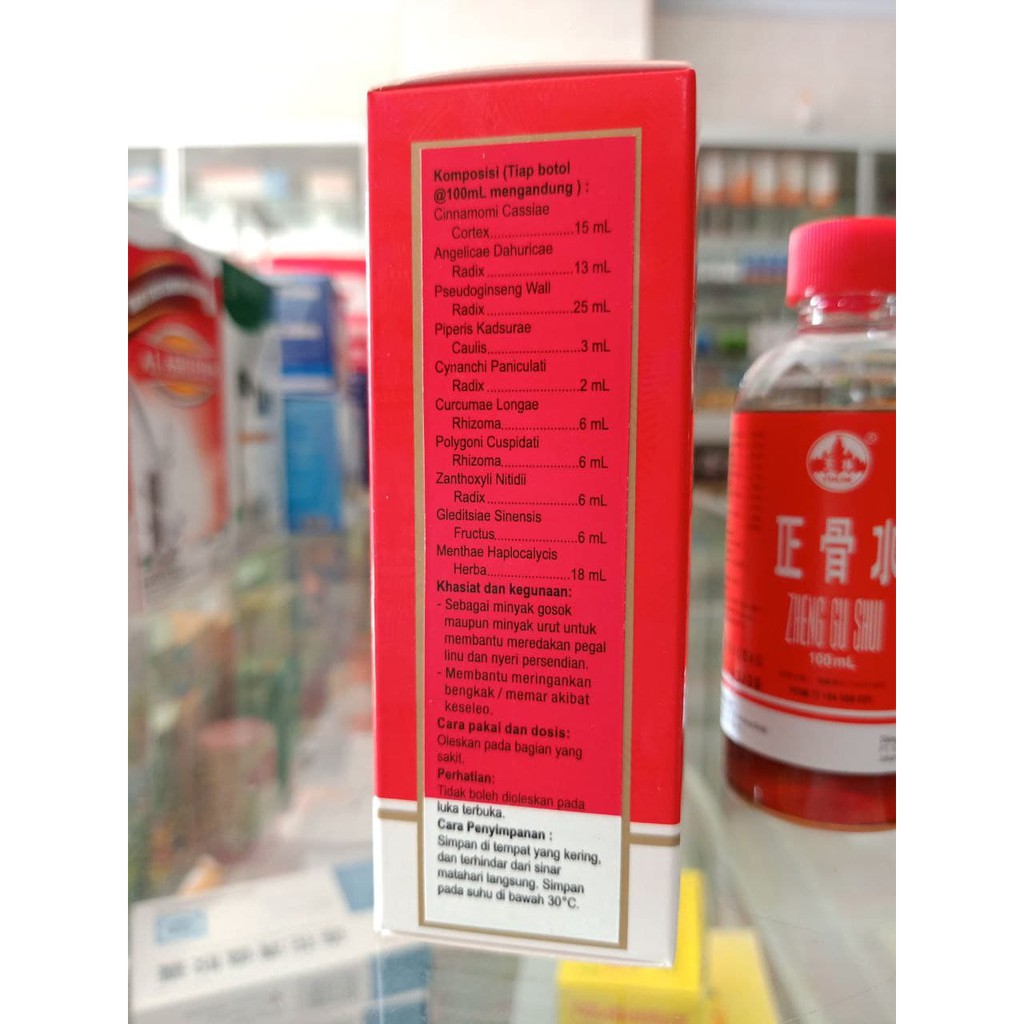 Komposisi (Tiap botol
@100mL mengandung ) :
Cinnamomi Cassiae
Cortex........................15 mL
Angelicae Dahuricae
Radix.........................13 mL
Pseudoginseng Wall
Radix.........................25 mL
Piperis Kadsurae
Caulis...........................3 mL
Cynanchi Paniculati
Radix...........................2 mL
Curcumae Longae
Rhizoma.......................6 mL
Polygoni Cuspidati
Rhizoma.......................6 mL
Zanthoxyli Nitidii
Radix...........................6 mL
Gleditsiae Sinensis
Fructus.........................6 mL
Menthae Haplocalycis
Herba.........................18 mL
Khasiat dan kegunaan:
- Sebagai minyak gosok
maupun minyak urut untuk
membantu meredakan pegal
linu dan nyeri persendian.
- Membantu meringankan
bengkak / memar akibat
keseleo.
Cara pakai dan dosis:
Oleskan pada bagian yang
sakit.
Perhatian:
Tidak boleh dioleskan pada
luka terbuka.
Cara Penyimpanan :
Simpan di tempat yang kering,
dan terhindar dari sinar
matahari langsung. Simpan
pada suhu di bawah 30°C.
正骨水
ZHENG GU SHUI
100mL